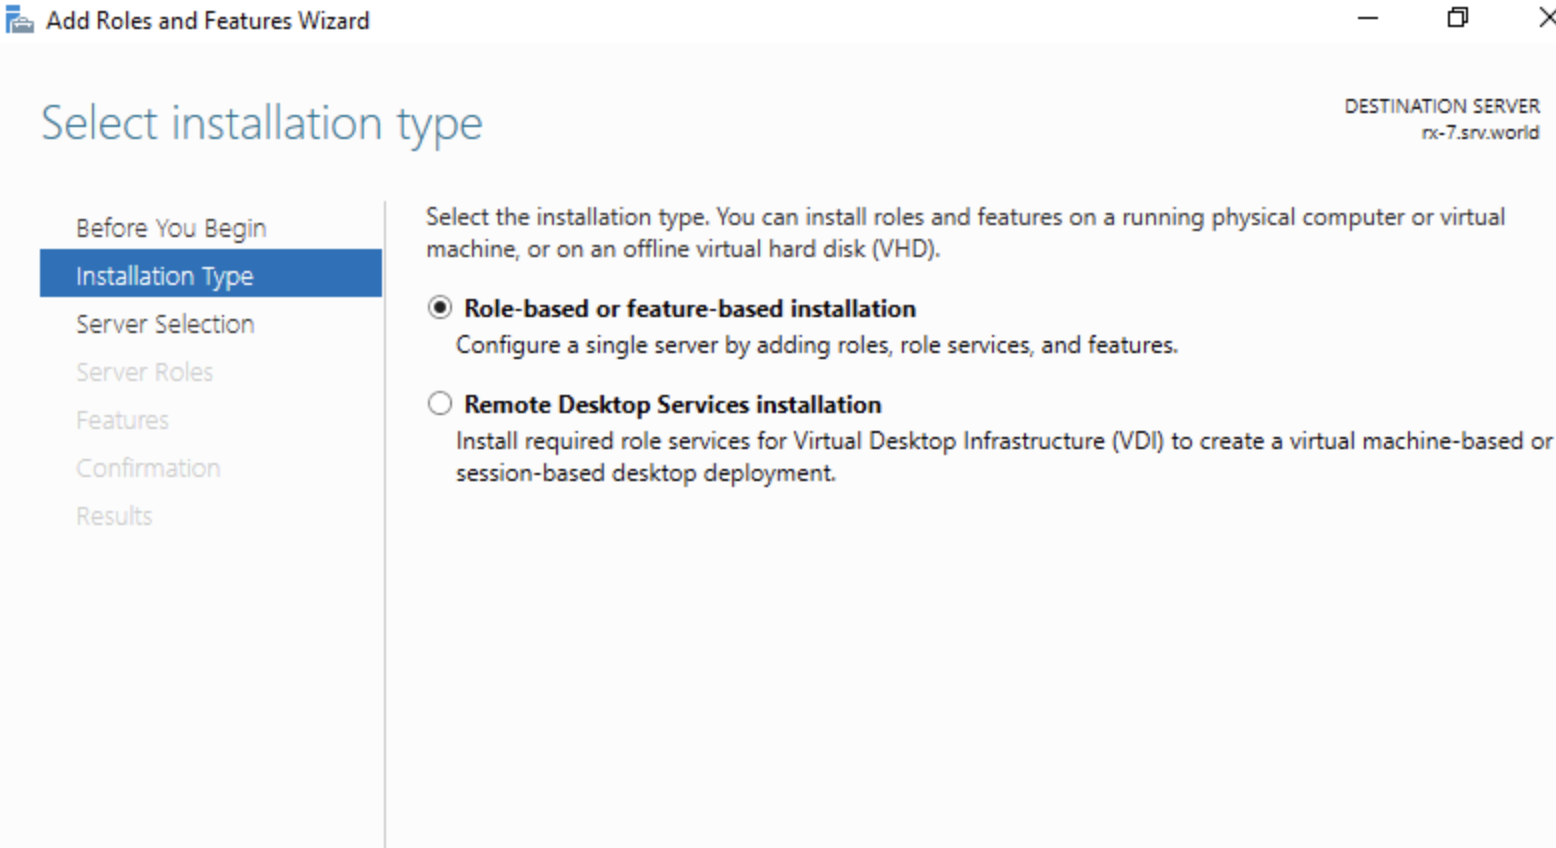 Add Roles and Features Wizard
Select installation type
DESTINATION SERVER
rx-7.srv.world
Before You Begin
Installation Type
Server Selection
Server Roles
Features
Confirmation
Results
Select the installation type. You can install roles and features on a running physical computer or virtual
machine, or on an offline virtual hard disk (VHD).
Role-based or feature-based installation
Configure a single server by adding roles, role services, and features.
Remote Desktop Services installation
Install required role services for Virtual Desktop Infrastructure (VDI) to create a virtual machine-based or
session-based desktop deployment.